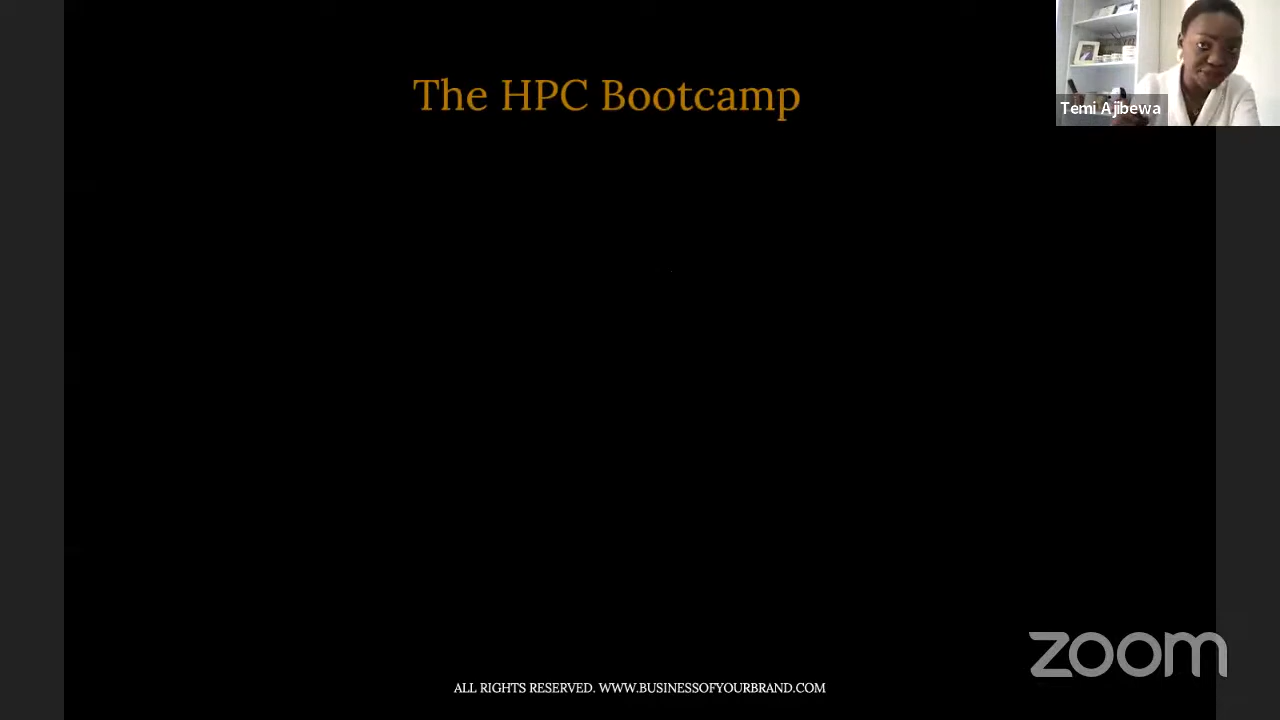 The HPC Bootcamp
Temi Ajibewa
zoom
ALL RIGHTS RESERVED. WWW.BUSINESSOFYOURBRAND.COM